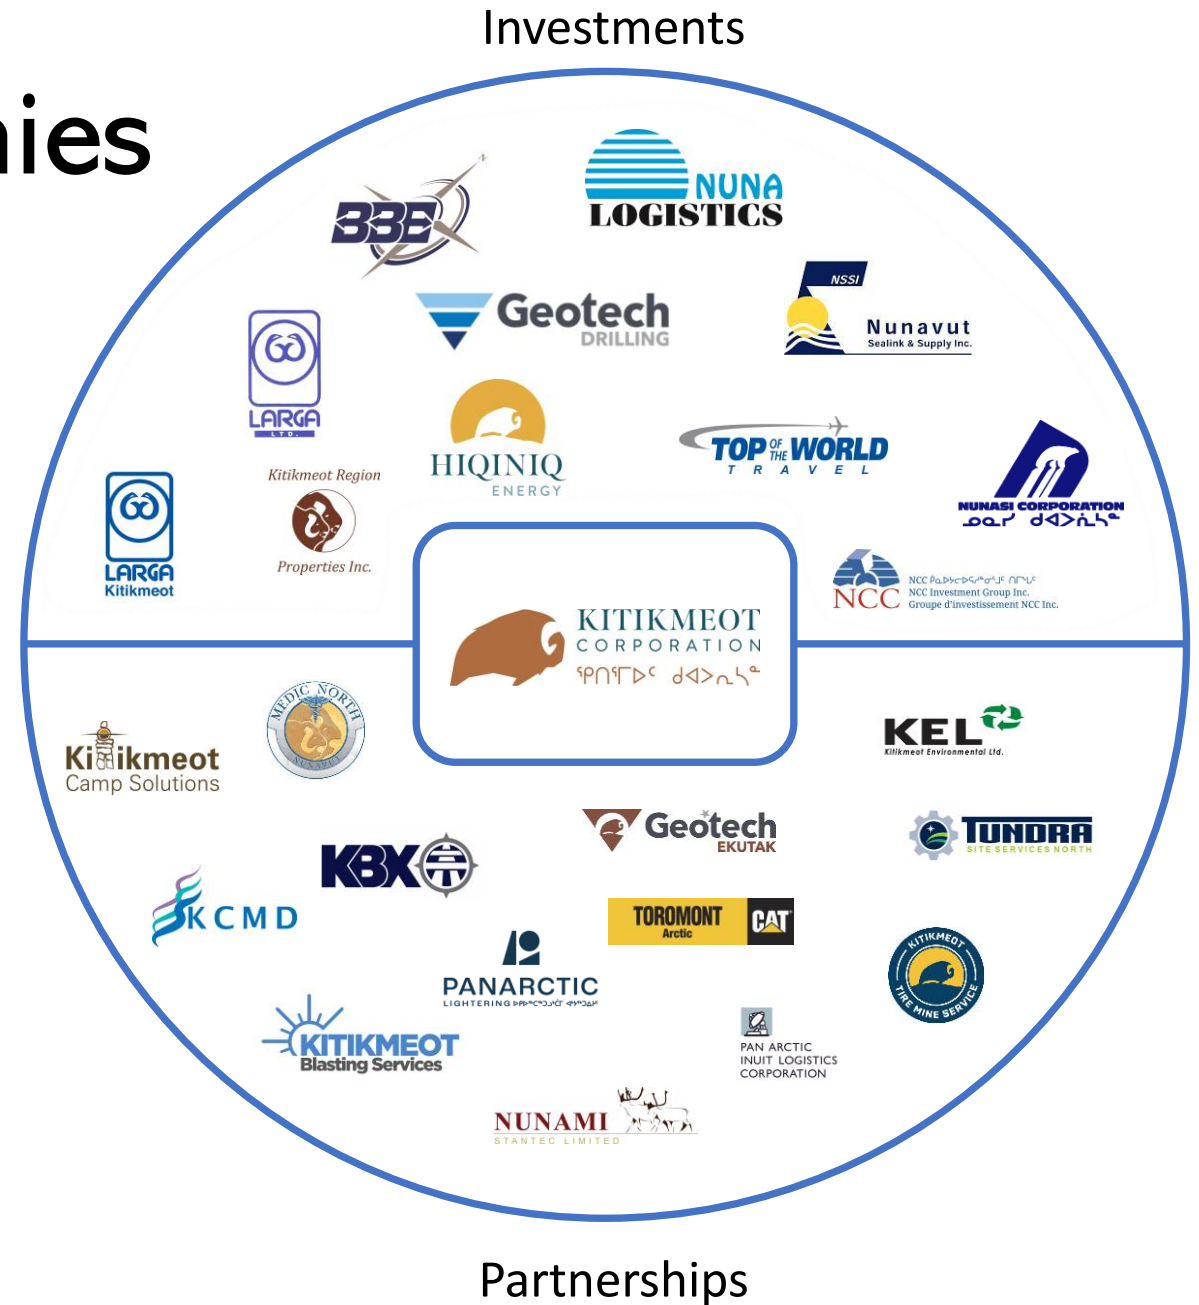 Investments
nies
BBE
N
NUNA
LOGISTICS
NSSI
Nunavut
Sealink & Supply Inc.
Geotech
DRILLING
LARGA
LTD.
HIQINIQ
ENERGY
TOP OF THE WORLD
TRAVEL
NUNASI CORPORATION
ᓄᓇᓯ ᑯᐊᐳᕇᓴᓐ
LARGA
Kitikmeot
Kitikmeot Region
Properties Inc.
NCC
NCC Investment Group Inc.
Groupe d'investissement NCC Inc.
KITIKMEOT
CORPORATION
ᕿᑎᕐᒥᐅᑦ ᑯᐊᐳᕆᓴᓐ
MEDIC NORTH
NUNAVUT
Kitikmeot
Camp Solutions
KEL
Kitikmeot Environmental Ltd.
Geotech
EKUTAK
TUNDRA
SITE SERVICES NORTH
KBX
KCMD
TOROMONT
Arctic
CAT
PANARCTIC
LIGHTERING
KITIKMEOT
TIRE MINE SERVICE
KITIKMEOT
Blasting Services
PAN ARCTIC
INUIT LOGISTICS
CORPORATION
NUNAMI
STANTEC LIMITED
Partnerships